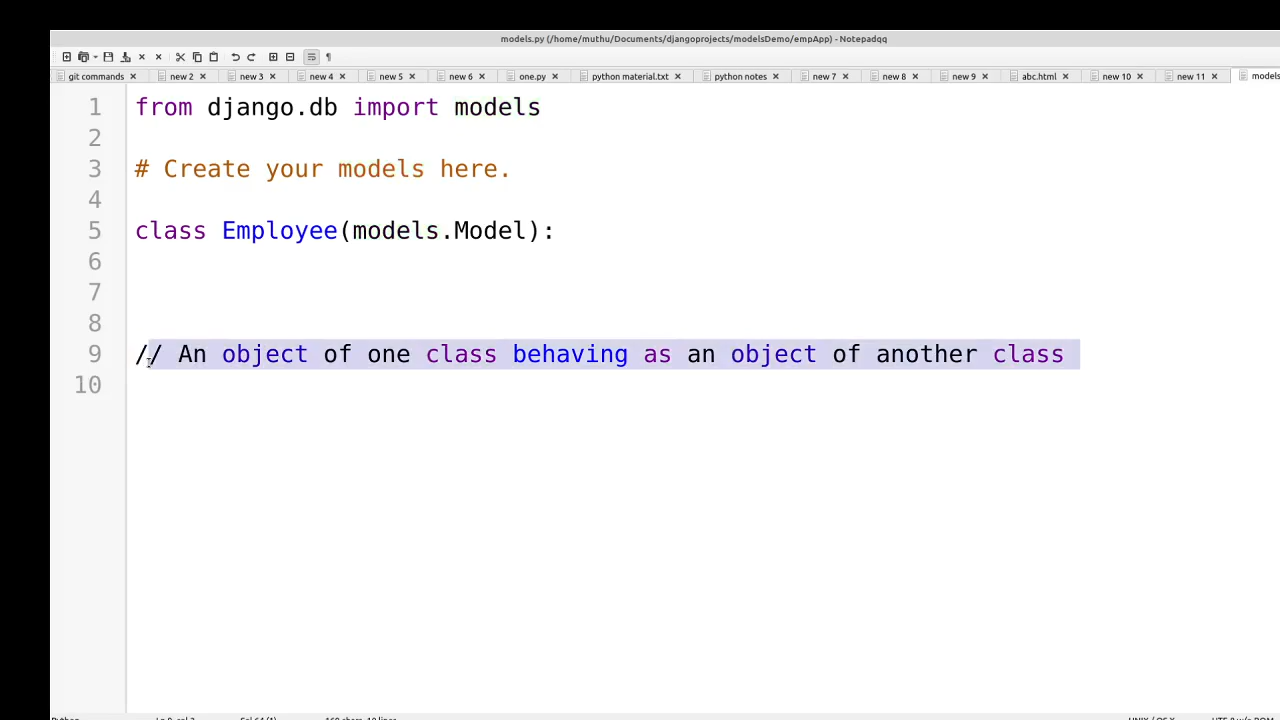 models.py (/home/muthu/Documents/djangoprojects/modelsDemo/empApp) - Notepadqq
git commands new 2 new 3 new 4 new 5 new 6 one.py python material.txt python notes new 7 new 8 new 9 abc.html new 10 new 11 models
1 from django.db import models
2
3 # Create your models here.
4
5 class Employee(models.Model):
6
7
8
9 // An object of one class behaving as an object of another class
10